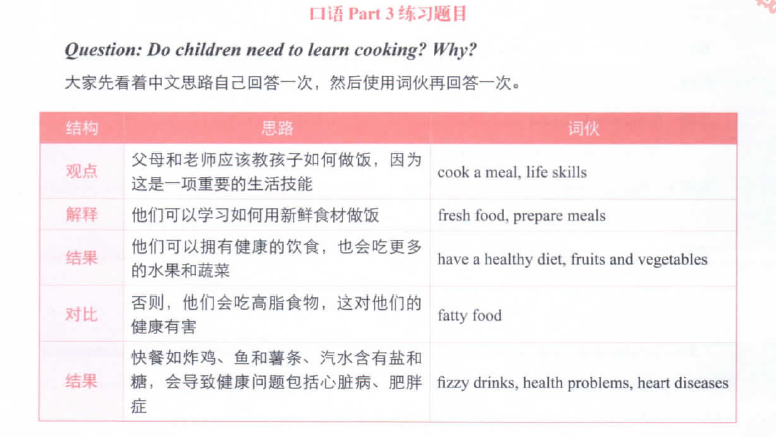 口语 Part 3 练习题目
Question: Do children need to learn cooking? Why?
大家先看着中文思路自己回答一次，然后使用词伙再回答一次。
结构 思路 词伙
观点 父母和老师应该教孩子如何做饭，因为
这是一项重要的生活技能 cook a meal, life skills
解释 他们可以学习如何用新鲜食材做饭 fresh food, prepare meals
结果 他们可以拥有健康的饮食，也会吃更多
的水果和蔬菜 have a healthy diet, fruits and vegetables
对比 否则，他们会吃高脂食物，这对他们的
健康有害 fatty food
快餐如炸鸡、鱼和薯条、汽水含有盐和
结果 糖，会导致健康问题包括心脏病、肥胖 fizzy drinks, health problems, heart diseases
症